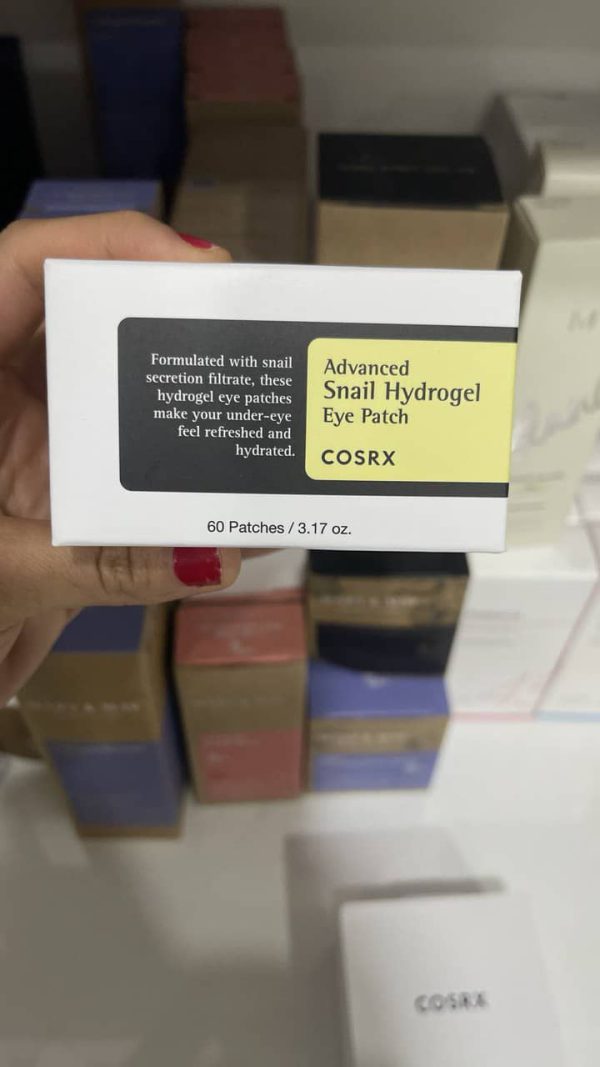 Formulated with snail
secretion filtrate, these
hydrogel eye patches
make your under-eye
feel refreshed and
hydrated.
Advanced
Snail Hydrogel
Eye Patch
COSRX
60 Patches / 3.17 oz.
COSRX